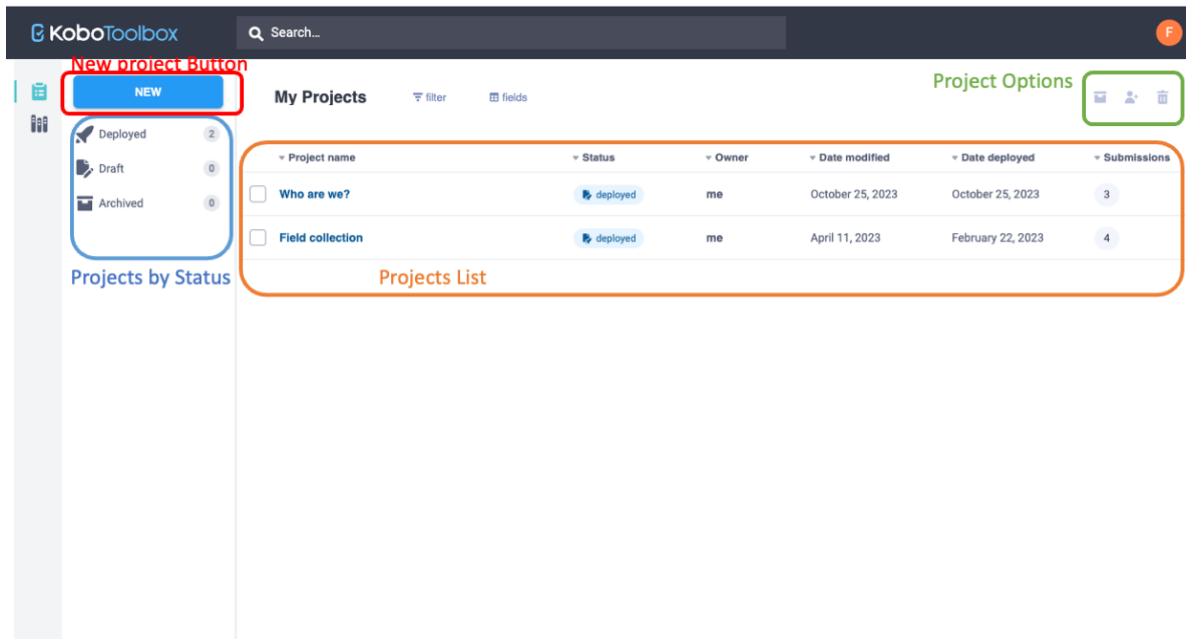 KoboToolbox
Search...
F
New project Button
NEW
My Projects
filter
fields
Project Options
Deployed 2
Draft 0
Archived 0
Projects by Status
Project name Status Owner Date modified Date deployed Submissions
Who are we? deployed me October 25, 2023 October 25, 2023 3
Field collection deployed me April 11, 2023 February 22, 2023 4
Projects List